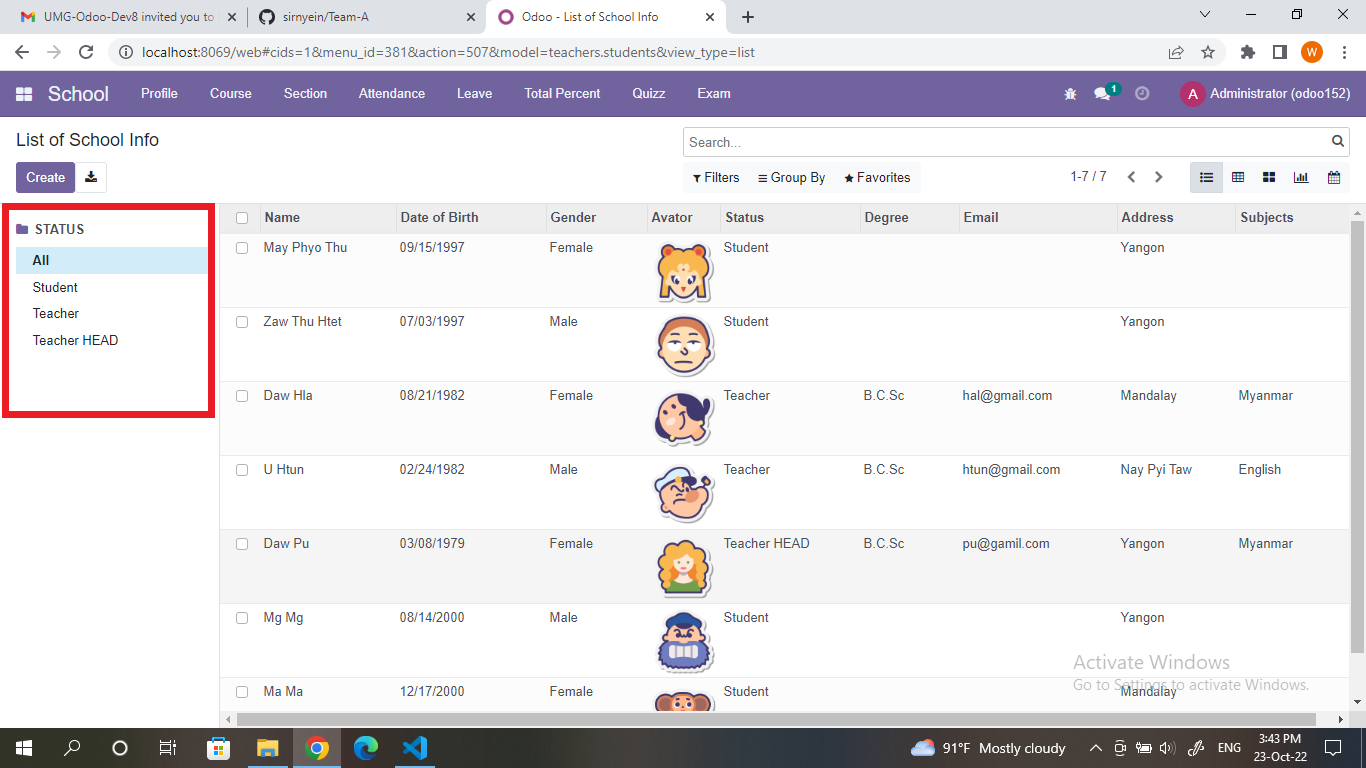 UMG-Odoo-Dev8 invited you to
sirnyein/Team-A
Odoo - List of School Info
localhost:8069/web#cids=1&menu_id=381&action=507&model=teachers.students&view_type=list
W
School Profile Course Section Attendance Leave Total Percent Quizz Exam 1 A Administrator (odoo152)
List of School Info
Search...
Create
Filters Group By Favorites 1-7 / 7
STATUS
All
Student
Teacher
Teacher HEAD
Name Date of Birth Gender Avator Status Degree Email Address Subjects
May Phyo Thu 09/15/1997 Female Student Yangon
Zaw Thu Htet 07/03/1997 Male Student Yangon
Daw Hla 08/21/1982 Female Teacher B.C.Sc hal@gmail.com Mandalay Myanmar
U Htun 02/24/1982 Male Teacher B.C.Sc htun@gmail.com Nay Pyi Taw English
Daw Pu 03/08/1979 Female Teacher HEAD B.C.Sc pu@gamil.com Yangon Myanmar
Mg Mg 08/14/2000 Male Student Yangon
Ma Ma 12/17/2000 Female Student Mandalay
Activate Windows
Go to Settings to activate Windows.
91°F Mostly cloudy ENG 3:43 PM
23-Oct-22